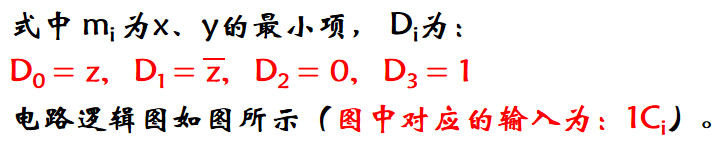 式中 mᵢ 为x、y的最小项， Dᵢ为：
D₀ = z, D₁ = z̅, D₂ = 0, D₃ = 1
电路逻辑图如图所示（图中对应的输入为：1Cᵢ）。